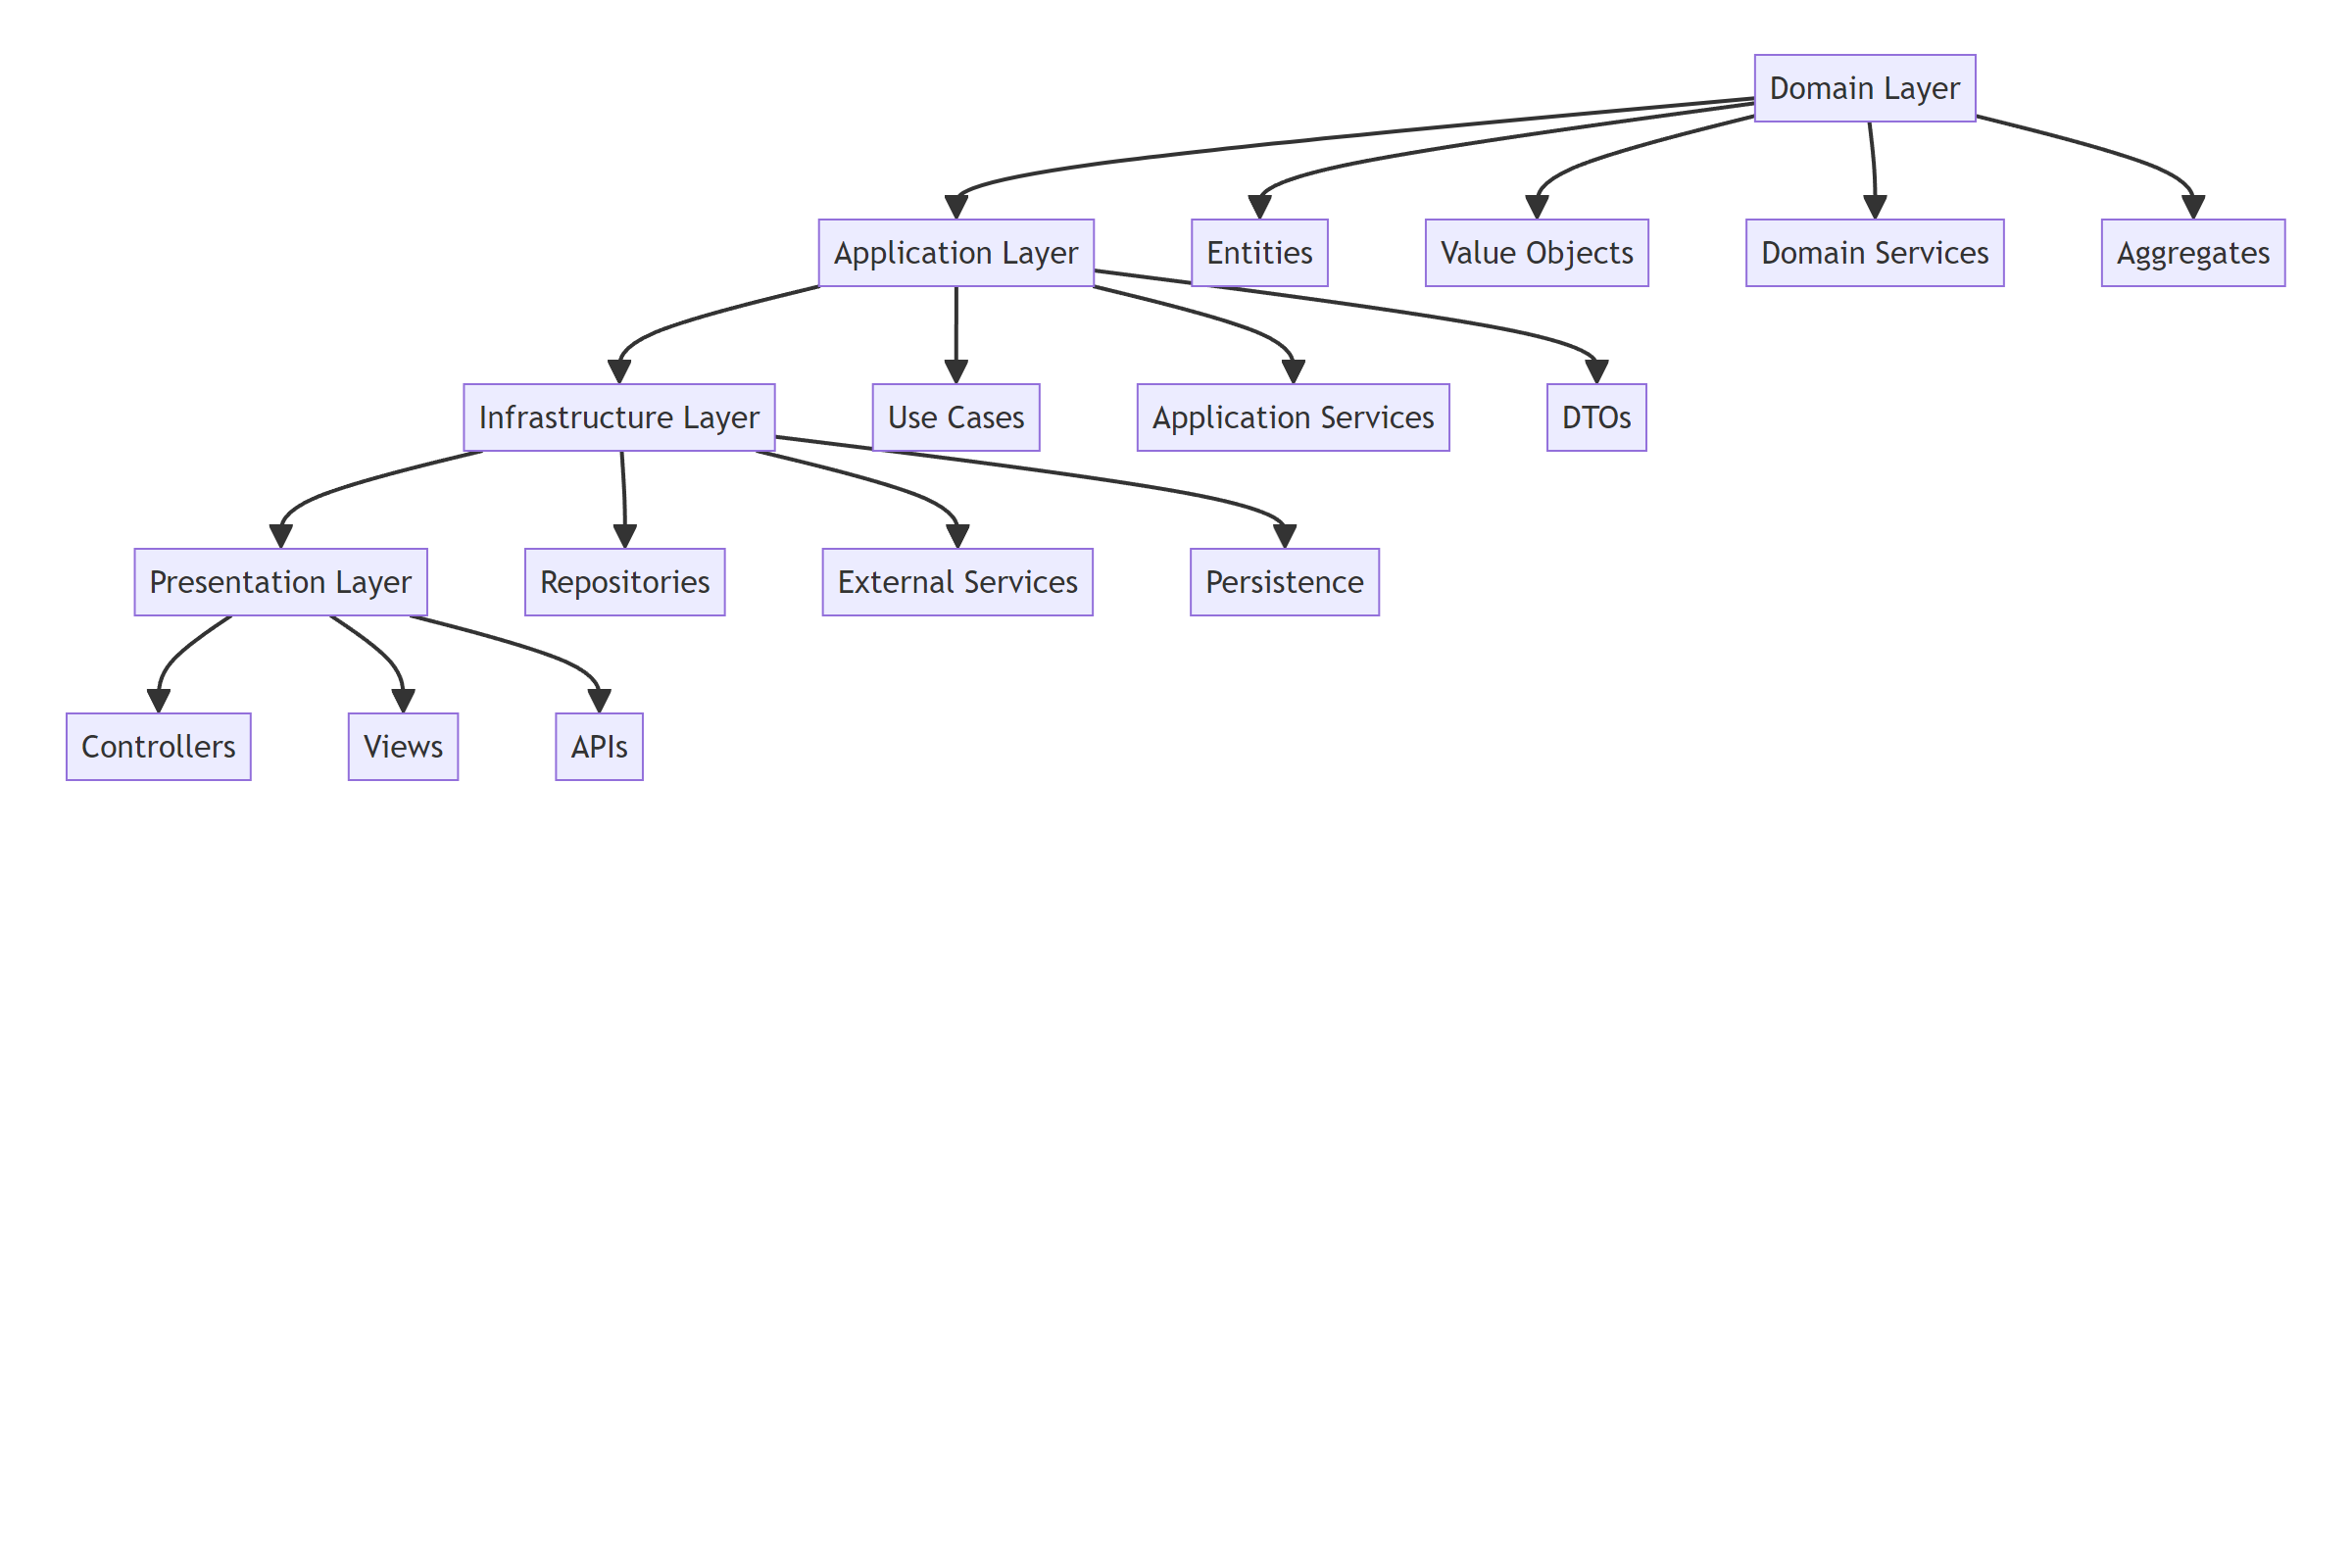 Domain Layer
Application Layer
Entities
Value Objects
Domain Services
Aggregates
Infrastructure Layer
Use Cases
Application Services
DTOs
Presentation Layer
Repositories
External Services
Persistence
Controllers
Views
APIs